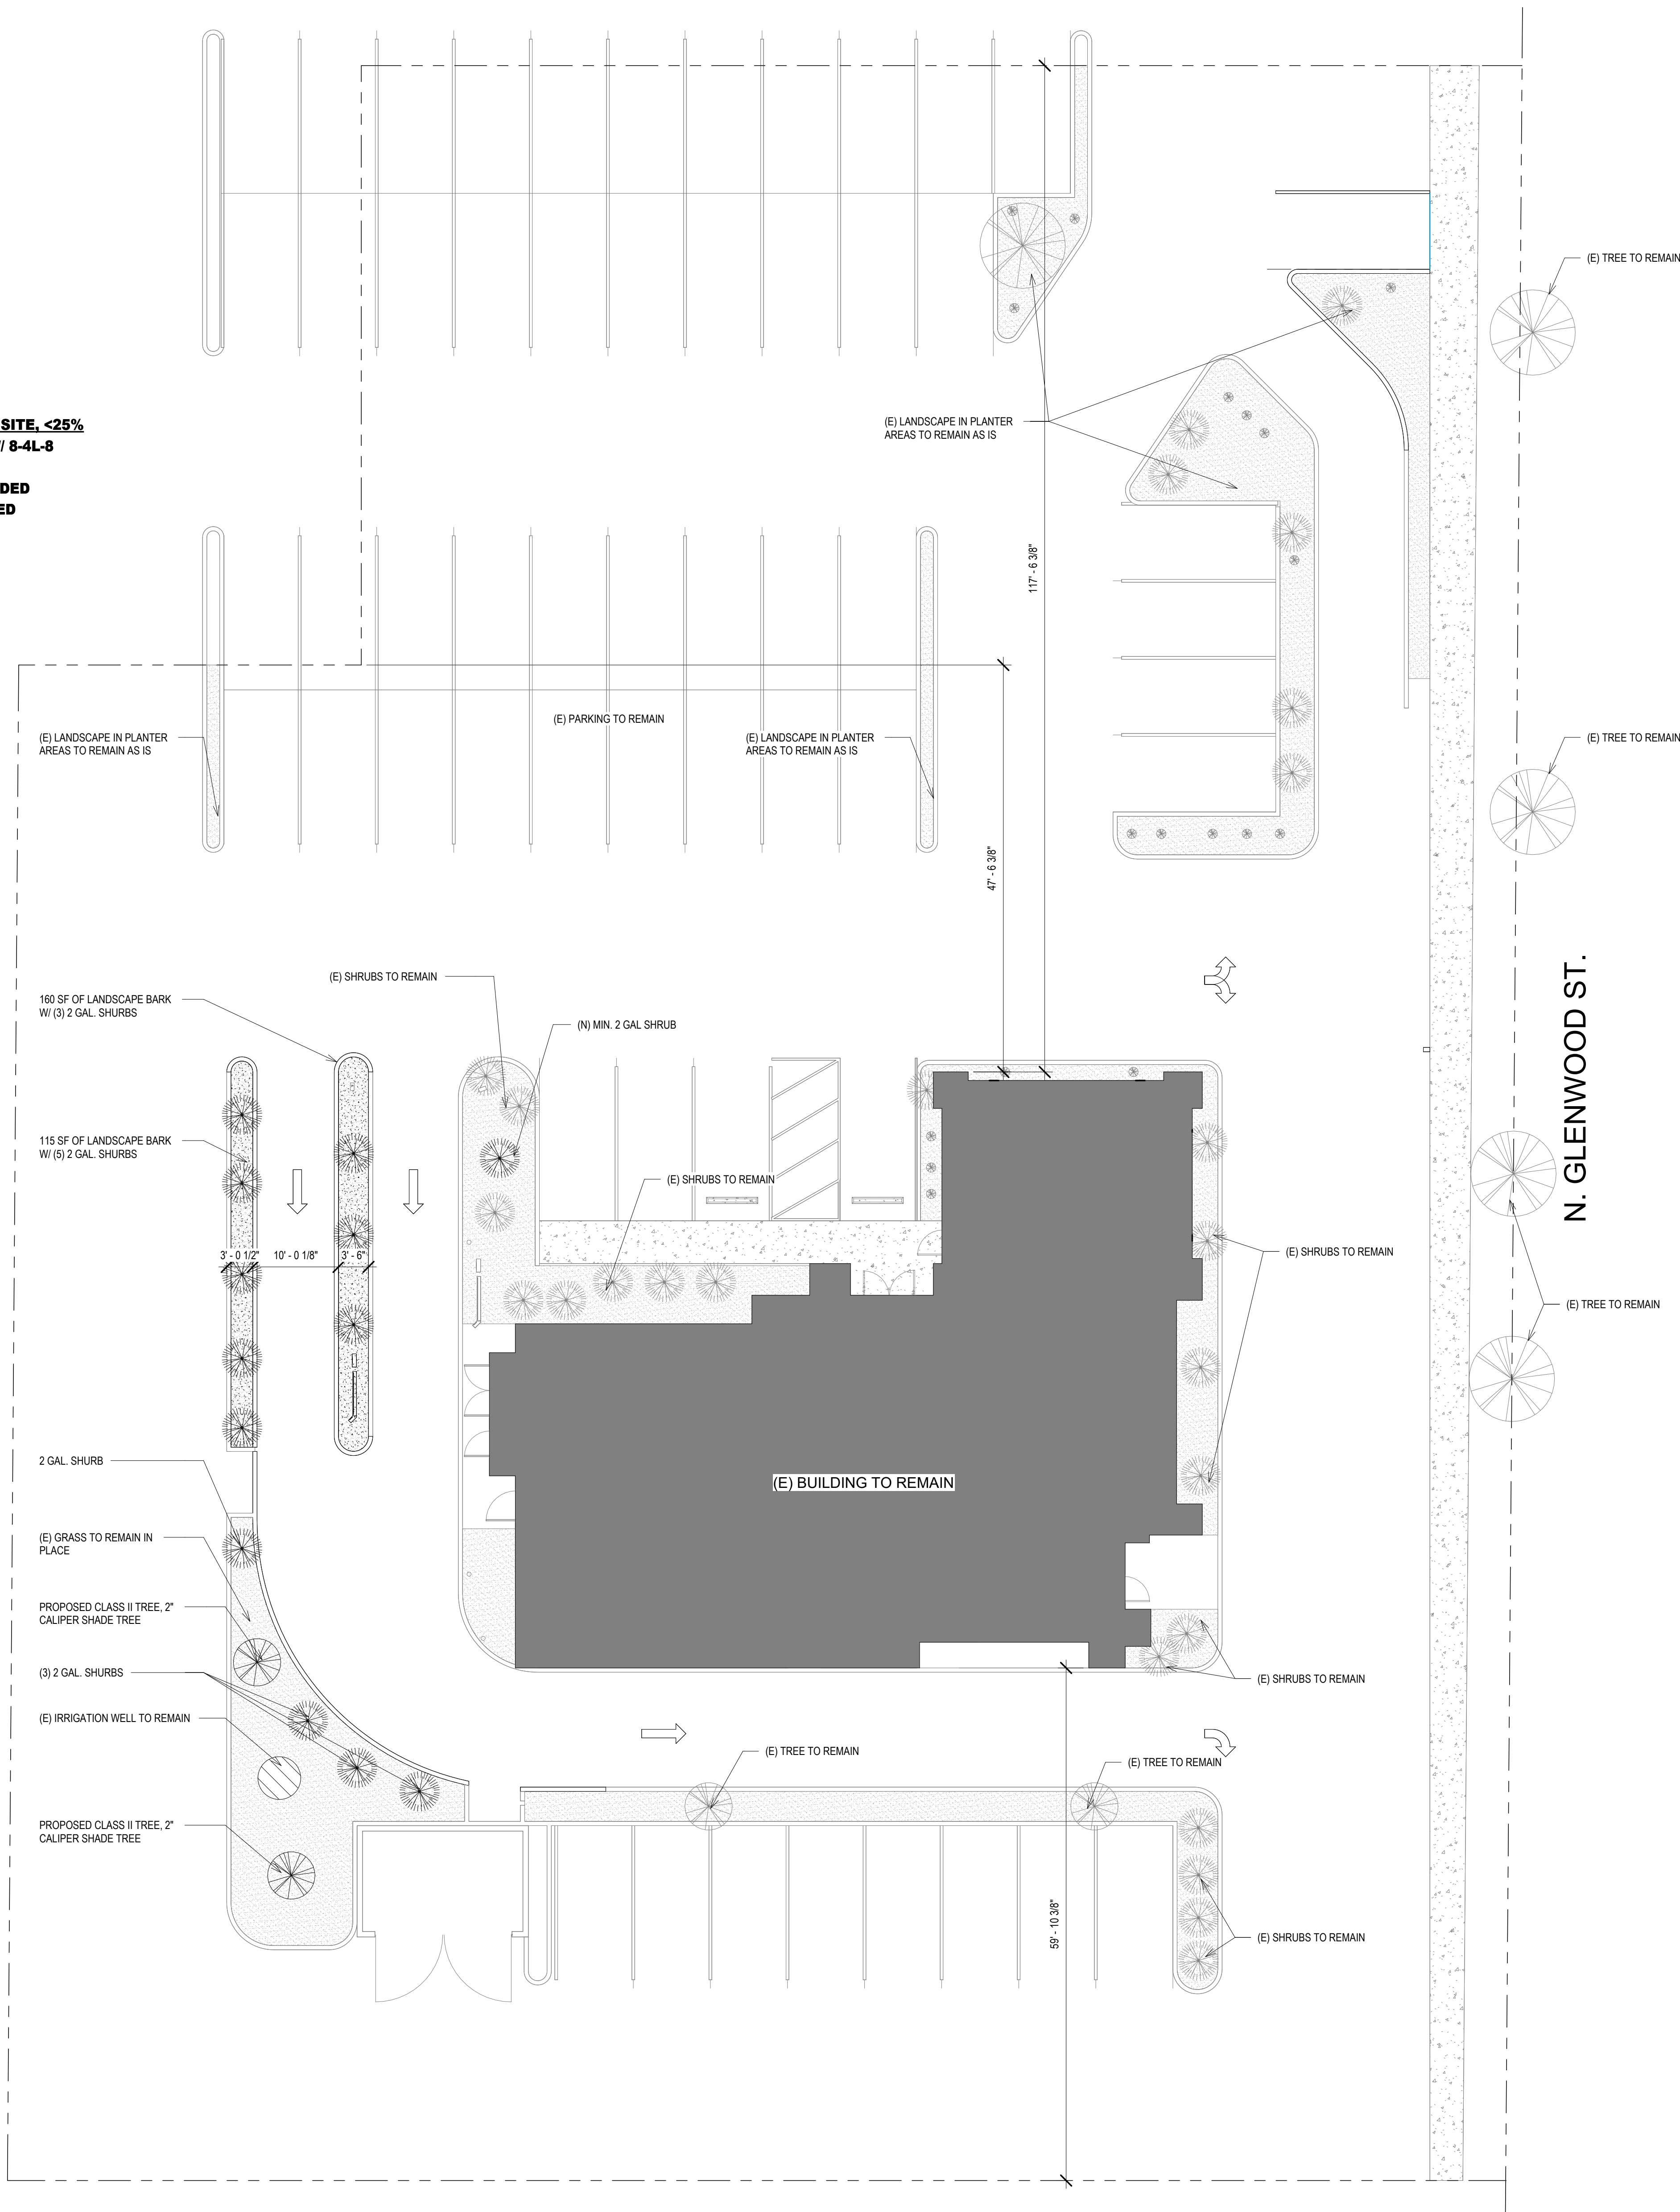 (E) TREE TO REMAIN
SITE, <25%
/ 8-4L-8
(E) LANDSCAPE IN PLANTER
AREAS TO REMAIN AS IS
117' - 6 3/8"
(E) PARKING TO REMAIN
(E) LANDSCAPE IN PLANTER
AREAS TO REMAIN AS IS
(E) LANDSCAPE IN PLANTER
AREAS TO REMAIN AS IS
(E) TREE TO REMAIN
47' - 6 3/8"
(E) SHRUBS TO REMAIN
160 SF OF LANDSCAPE BARK
W/ (3) 2 GAL. SHURBS
(N) MIN. 2 GAL SHRUB
N. GLENWOOD ST.
115 SF OF LANDSCAPE BARK
W/ (5) 2 GAL. SHURBS
(E) SHRUBS TO REMAIN
3' - 0 1/2"
10' - 0 1/8"
3' - 6"
(E) SHRUBS TO REMAIN
(E) TREE TO REMAIN
2 GAL. SHURB
(E) BUILDING TO REMAIN
(E) GRASS TO REMAIN IN
PLACE
PROPOSED CLASS II TREE, 2"
CALIPER SHADE TREE
(3) 2 GAL. SHURBS
(E) SHRUBS TO REMAIN
(E) IRRIGATION WELL TO REMAIN
(E) TREE TO REMAIN
(E) TREE TO REMAIN
PROPOSED CLASS II TREE, 2"
CALIPER SHADE TREE
59' - 10 3/8"
(E) SHRUBS TO REMAIN